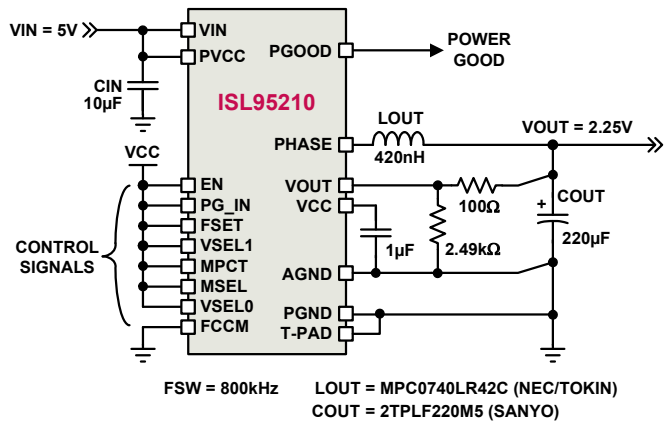 VIN = 5V
VIN
PVCC
PGOOD
POWER
GOOD
CIN
10µF
ISL95210
LOUT
PHASE
420nH
VOUT = 2.25V
VCC
EN
PG_IN
FSET
VSEL1
MPCT
MSEL
VSEL0
FCCM
CONTROL
SIGNALS
VOUT
VCC
100Ω
1µF
2.49kΩ
+
COUT
220µF
AGND
PGND
T-PAD
FSW = 800kHz
LOUT = MPC0740LR42C (NEC/TOKIN)
COUT = 2TPLF220M5 (SANYO)